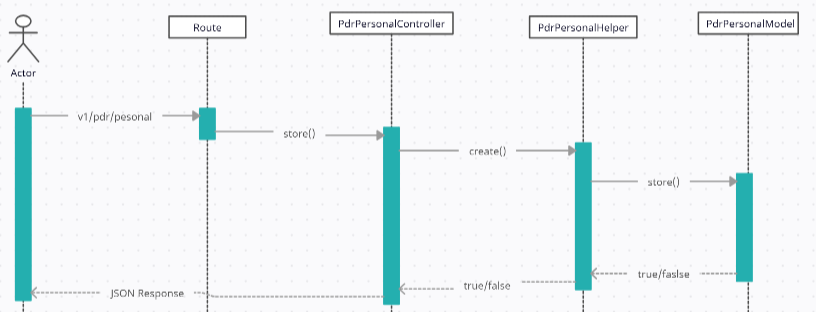 Route
PdrPersonalController
PdrPersonalHelper
PdrPersonalModel
Actor
v1/pdr/pesonal
store()
create()
store()
true/faslse
true/false
JSON Response